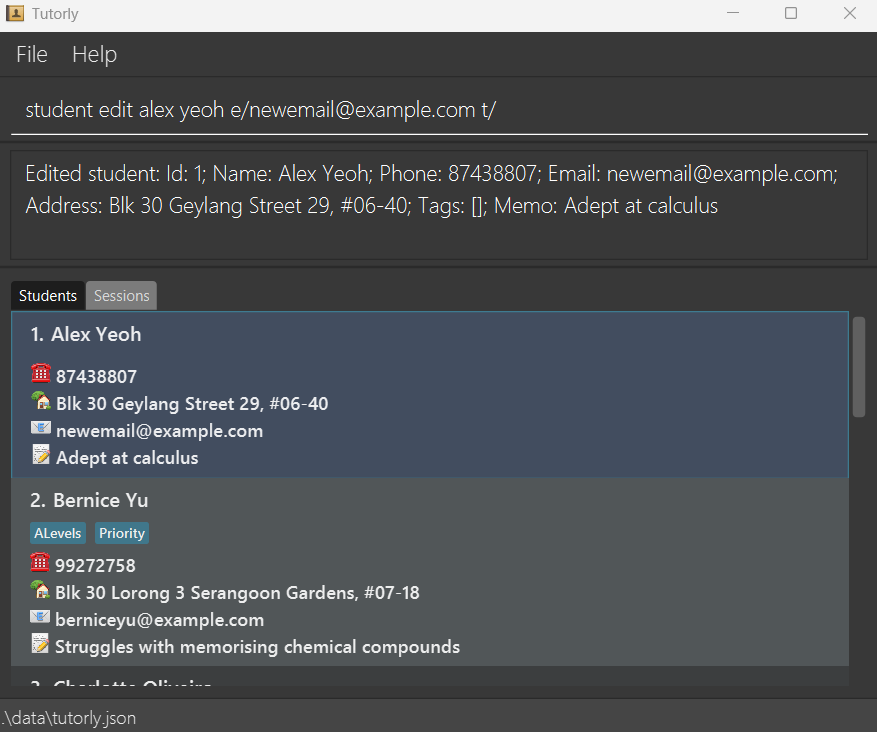 Tutorly
File Help
student edit alex yeoh e/newemail@example.com t/
Edited student: Id: 1; Name: Alex Yeoh; Phone: 87438807; Email: newemail@example.com;
Address: Blk 30 Geylang Street 29, #06-40; Tags: []; Memo: Adept at calculus
Students Sessions
1. Alex Yeoh
87438807
Blk 30 Geylang Street 29, #06-40
newemail@example.com
Adept at calculus
2. Bernice Yu
ALevels Priority
99272758
Blk 30 Lorong 3 Serangoon Gardens, #07-18
berniceyu@example.com
Struggles with memorising chemical compounds
3. Charlotte Oliveiro
.\data\tutorly.json